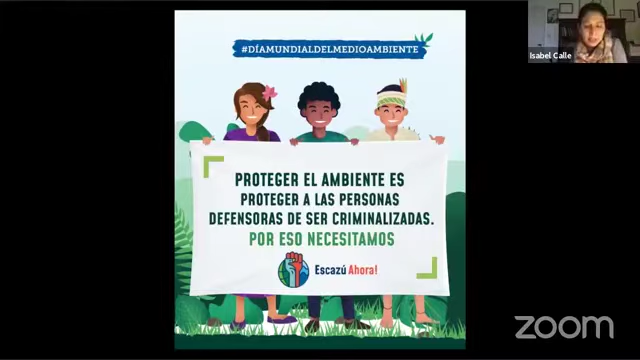 #DÍAMUNDIALDELMEDIOAMBIENTE
Isabel Calle
PROTEGER EL AMBIENTE ES
PROTEGER A LAS PERSONAS
DEFENSORAS DE SER CRIMINALIZADAS.
POR ESO NECESITAMOS
Escazú Ahora!
zoom